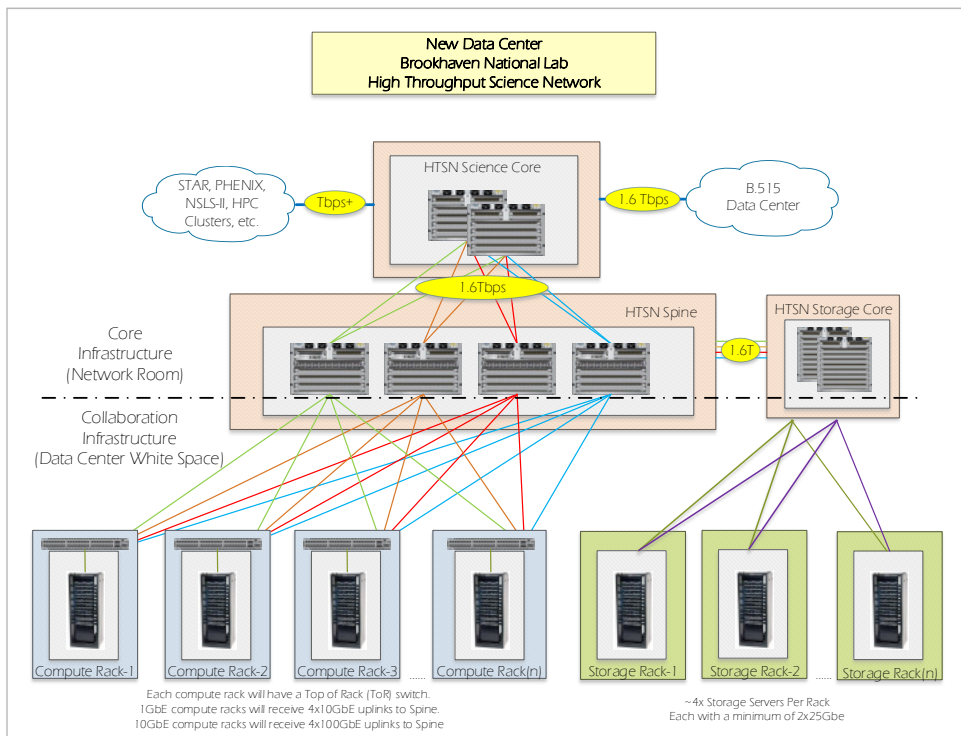 New Data Center
Brookhaven National Lab
High Throughput Science Network
HTSN Science Core
STAR, PHENIX,
NSLS-II, HPC
Clusters, etc.
Tbps+
1.6 Tbps
B.515
Data Center
1.6Tbps
HTSN Spine
HTSN Storage Core
1.6T
Core
Infrastructure
(Network Room)
Collaboration
Infrastructure
(Data Center White Space)
Compute Rack-1
Compute Rack-2
Compute Rack-3
.....
Compute Rack(n)
Storage Rack-1
Storage Rack-2
.....
Storage Rack(n)
Each compute rack will have a Top of Rack (ToR) switch.
1GbE compute racks will receive 4x10GbE uplinks to Spine.
10GbE compute racks will receive 4x100GbE uplinks to Spine
~4x Storage Servers Per Rack
Each with a minimum of 2x25Gbe